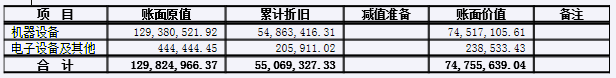 项 目 账面原值 累计折旧 减值准备 账面价值 备注
机器设备 129,380,521.92 54,863,416.31 74,517,105.61
电子设备及其他 444,444.45 205,911.02 238,533.43
合 计 129,824,966.37 55,069,327.33 74,755,639.04